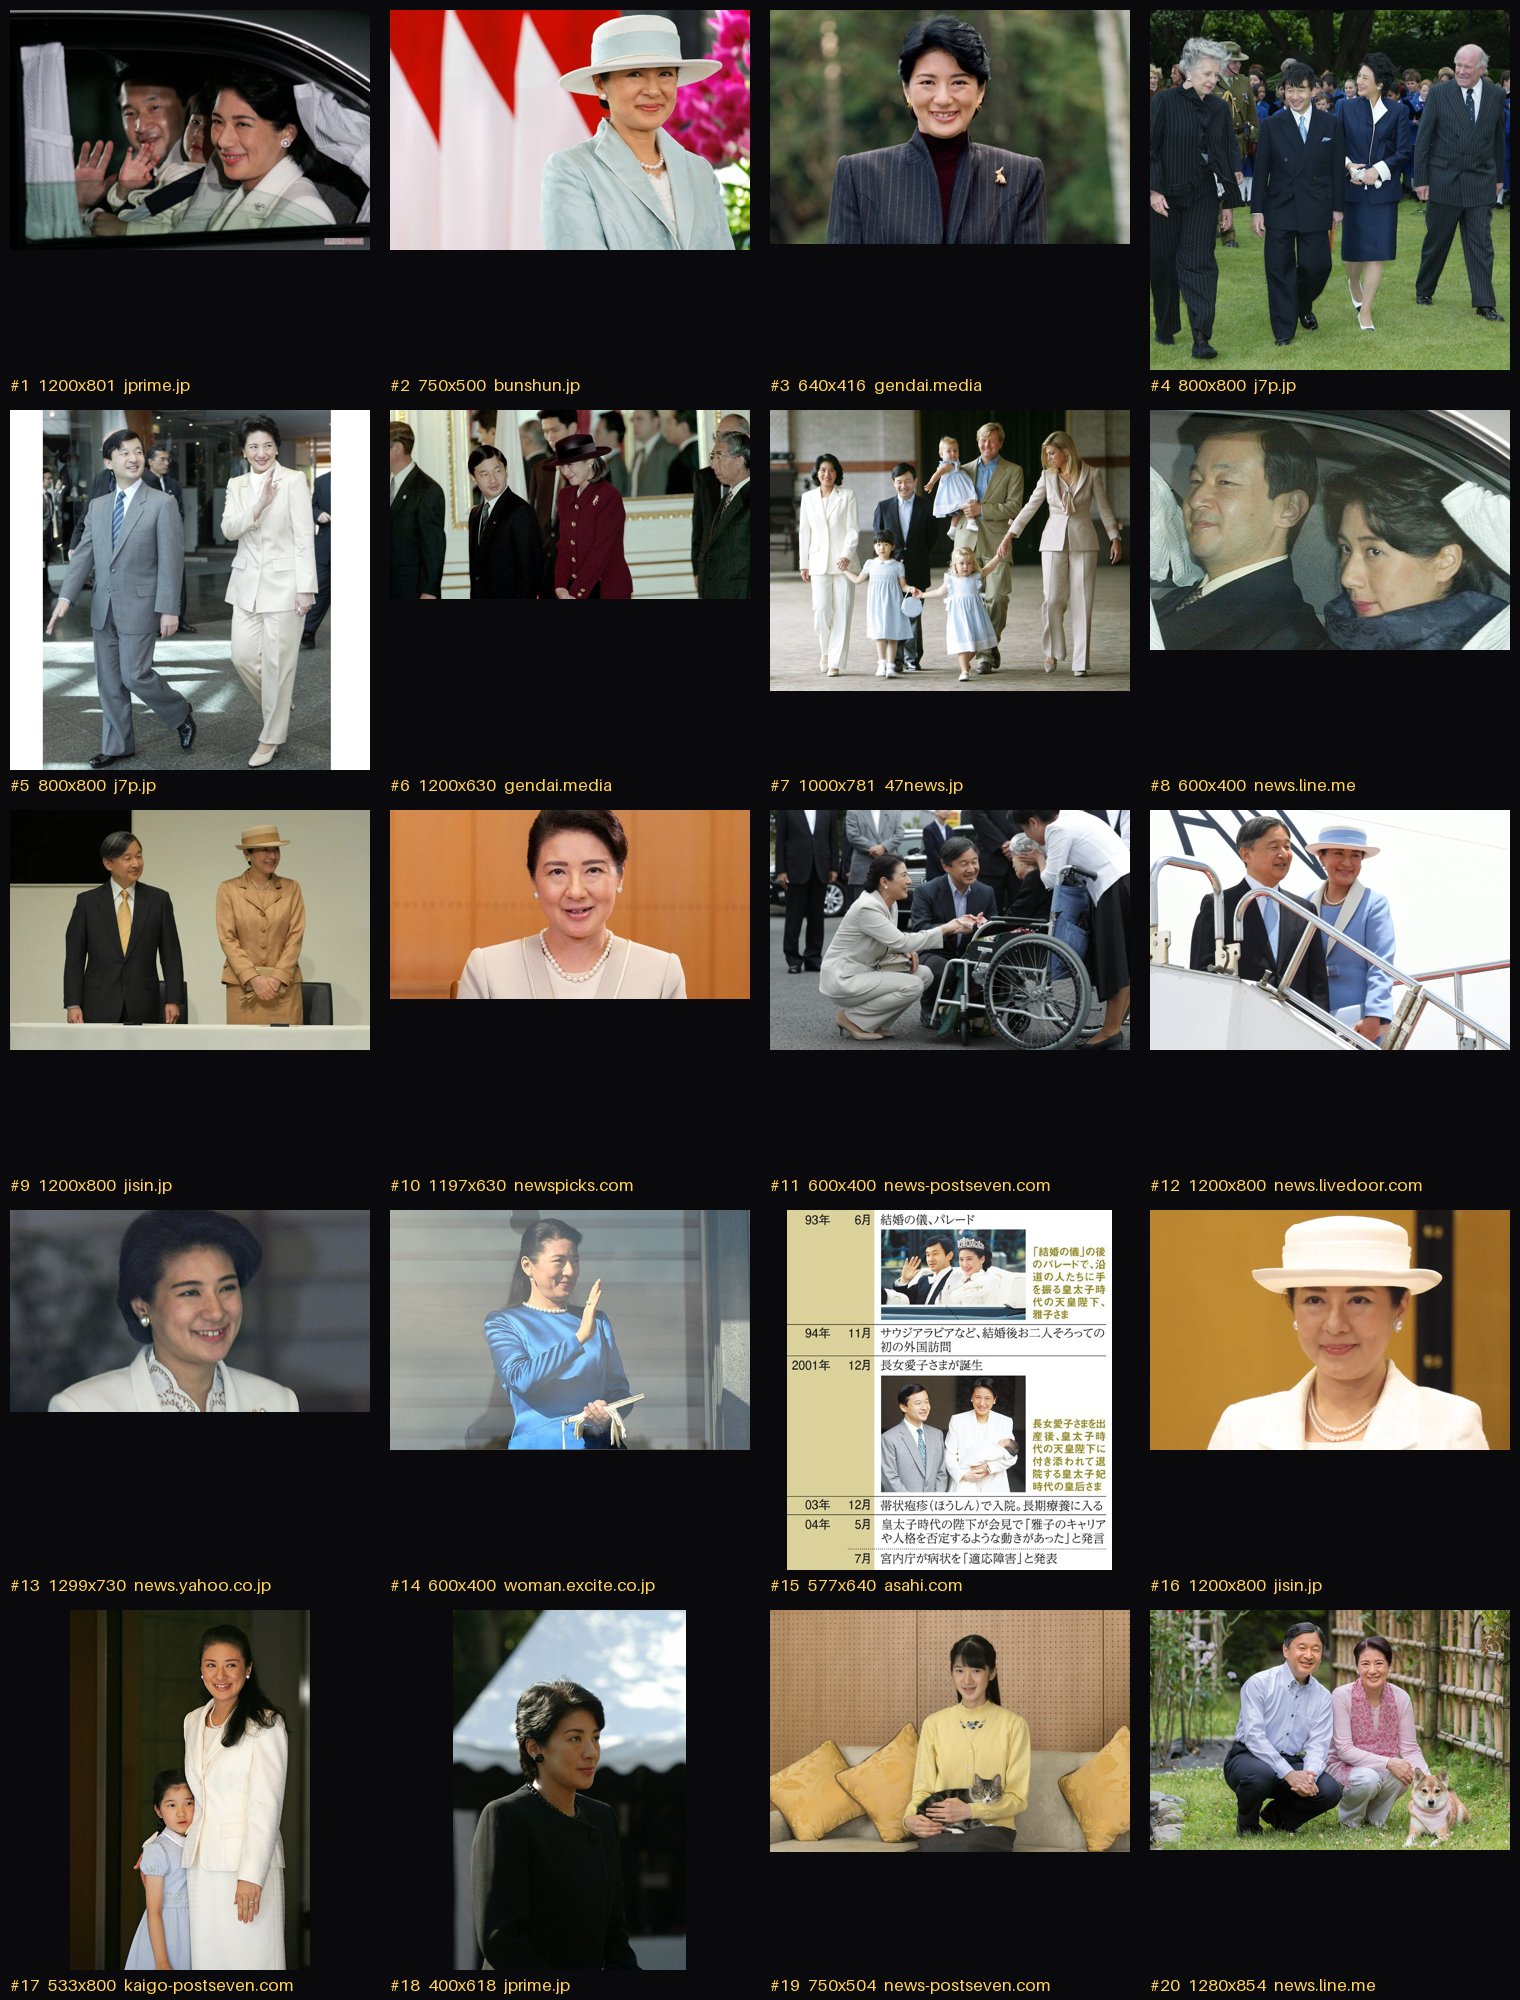 #1 1200x801 jprime.jp
#2 750x500 bunshun.jp
#3 640x416 gendai.media
#4 800x800 j7p.jp
#5 800x800 j7p.jp
#6 1200x630 gendai.media
#7 1000x781 47news.jp
#8 600x400 news.line.me
#9 1200x800 jisin.jp
#10 1197x630 newspicks.com
#11 600x400 news-postseven.com
#12 1200x800 news.livedoor.com
93年 6月 結婚の儀、パレード
「結婚の儀」の後
のパレードで、沿
道の人たちに手
を振る皇太子時
代の天皇陛下、
雅子さま
94年 11月 サウジアラビアなど、結婚後お二人そろっての
初の外国訪問
2001年 12月 長女愛子さまが誕生
長女愛子さまを出
産後、皇太子時
代の天皇陛下に
付き添われて退
院する皇太子妃
時代の皇后さま
03年 12月 帯状疱疹(ほうしん)で入院。長期療養に入る
04年 5月 皇太子時代の陛下が会見で「雅子のキャリア
や人格を否定するような動きがあった」と発言
7月 宮内庁が病状を「適応障害」と発表
#13 1299x730 news.yahoo.co.jp
#14 600x400 woman.excite.co.jp
#15 577x640 asahi.com
#16 1200x800 jisin.jp
#17 533x800 kaigo-postseven.com
#18 400x618 jprime.jp
#19 750x504 news-postseven.com
#20 1280x854 news.line.me